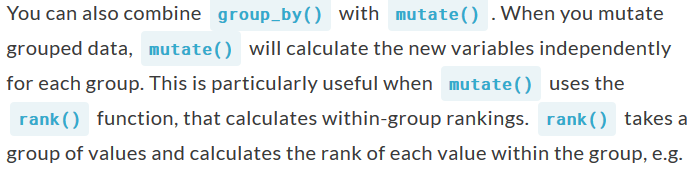 You can also combine group_by() with mutate(). When you mutate
grouped data, mutate() will calculate the new variables independently
for each group. This is particularly useful when mutate() uses the
rank() function, that calculates within-group rankings. rank() takes a
group of values and calculates the rank of each value within the group, e.g.